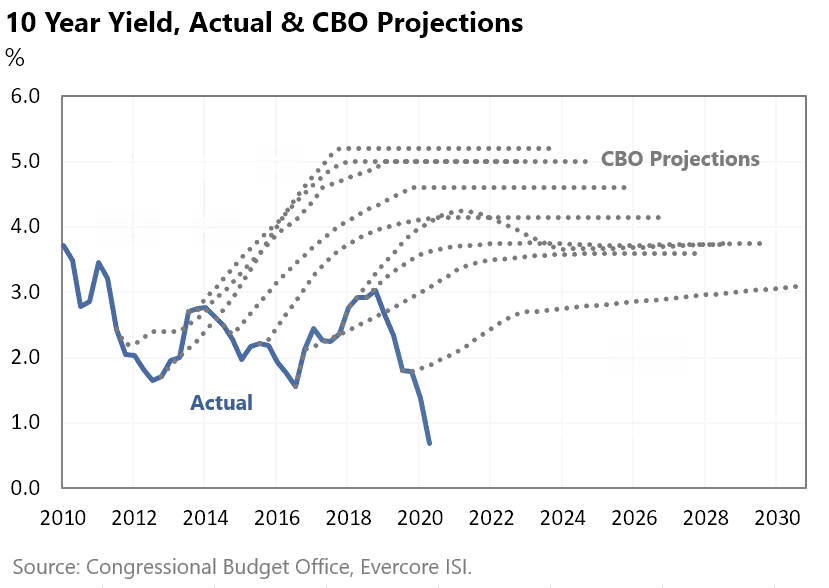 10 Year Yield, Actual & CBO Projections
%
6.0
5.0
CBO Projections
4.0
3.0
2.0
Actual
1.0
0.0
2010 2012 2014 2016 2018 2020 2022 2024 2026 2028 2030
Source: Congressional Budget Office, Evercore ISI.